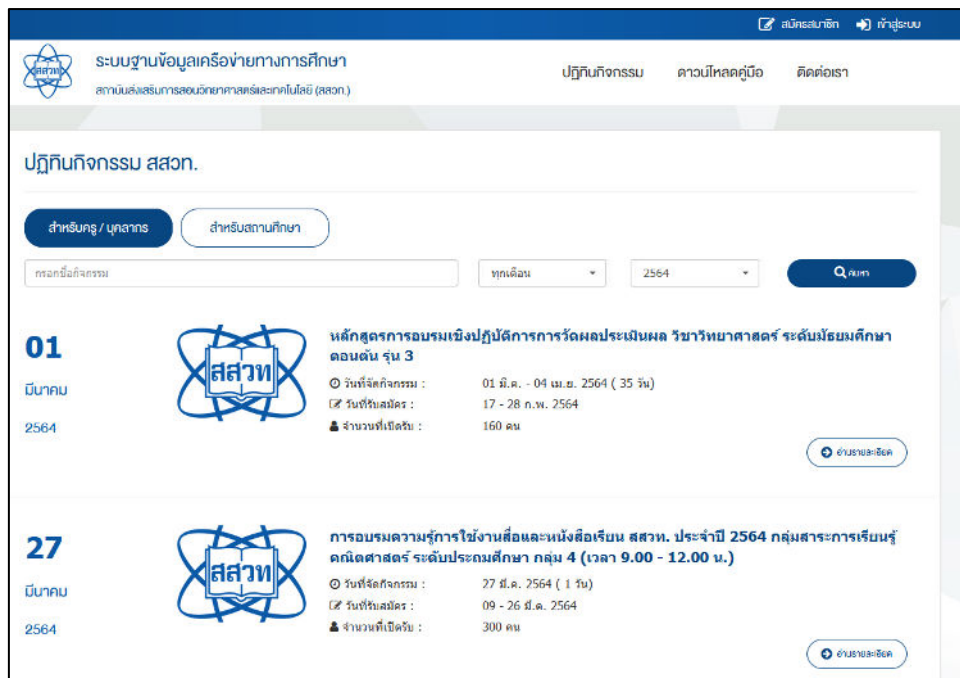 สมัครสมาชิก เข้าสู่ระบบ
สสวท
ระบบฐานข้อมูลเครือข่ายทางการศึกษา
สถาบันส่งเสริมการสอนวิทยาศาสตร์และเทคโนโลยี (สสวท.)
ปฏิทินกิจกรรม ดาวน์โหลดคู่มือ ติดต่อเรา
ปฏิทินกิจกรรม สสวท.
สำหรับครู / บุคลากร สำหรับสถานศึกษา
กรอกชื่อกิจกรรม ทุกเดือน 2564 ค้นหา
01
มีนาคม
2564
สสวท
หลักสูตรการอบรมเชิงปฏิบัติการการวัดผลประเมินผล วิชาวิทยาศาสตร์ ระดับมัธยมศึกษา
ตอนต้น รุ่น 3
วันที่จัดกิจกรรม : 01 มี.ค. - 04 เม.ย. 2564 ( 35 วัน)
วันที่รับสมัคร : 17 - 28 ก.พ. 2564
จำนวนที่เปิดรับ : 160 คน
อ่านรายละเอียด
27
มีนาคม
2564
สสวท
การอบรมความรู้การใช้งานสื่อและหนังสือเรียน สสวท. ประจำปี 2564 กลุ่มสาระการเรียนรู้
คณิตศาสตร์ ระดับประถมศึกษา กลุ่ม 4 (เวลา 9.00 - 12.00 น.)
วันที่จัดกิจกรรม : 27 มี.ค. 2564 ( 1 วัน)
วันที่รับสมัคร : 09 - 26 มี.ค. 2564
จำนวนที่เปิดรับ : 300 คน
อ่านรายละเอียด